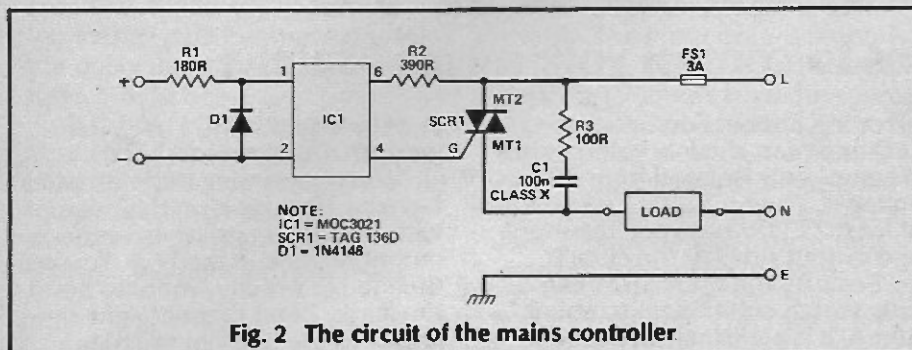 R1
180R
R2
390R
FS1
3A
+
1
6
L
MT2
D1
IC1
SCR1
MT1
R3
100R
−
2
4
G
C1
100n
CLASS X
LOAD
N
NOTE:
IC1 = MOC3021
SCR1 = TAG 136D
D1 = 1N4148
E
Fig. 2 The circuit of the mains controller